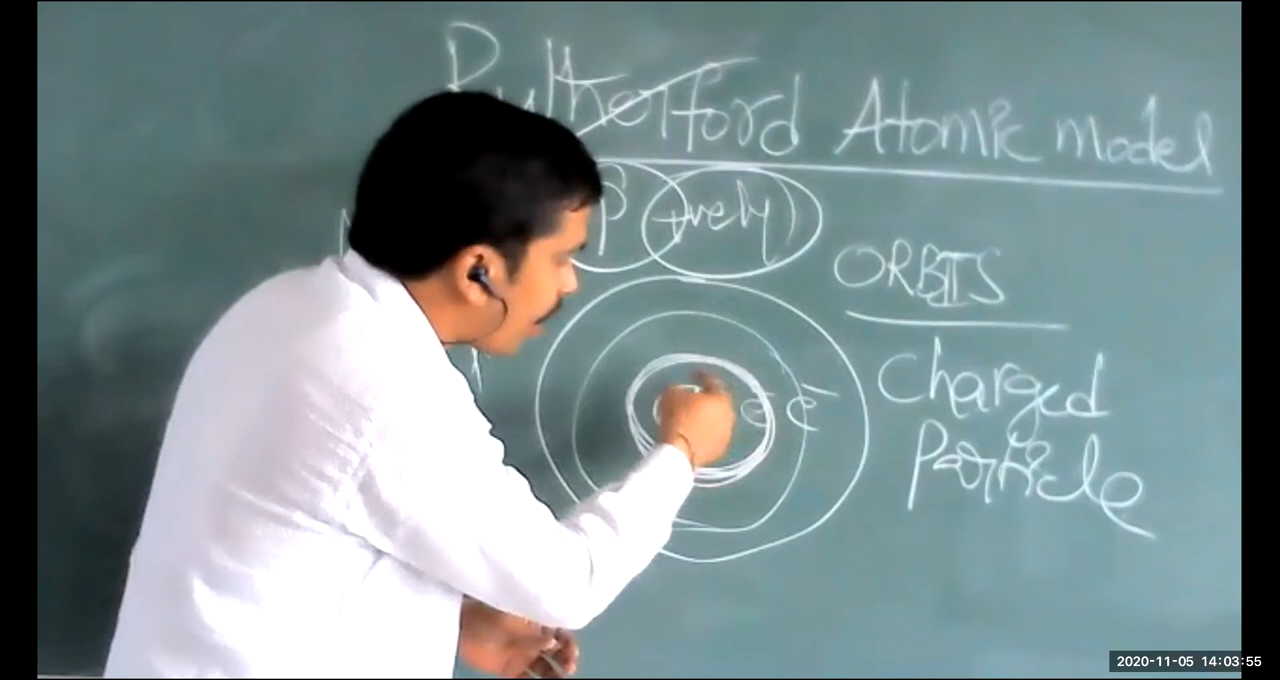 Rutherford Atomic model
β +vely)
ORBITS
Charged
Particle
e⁻ e⁻
2020-11-05 14:03:55